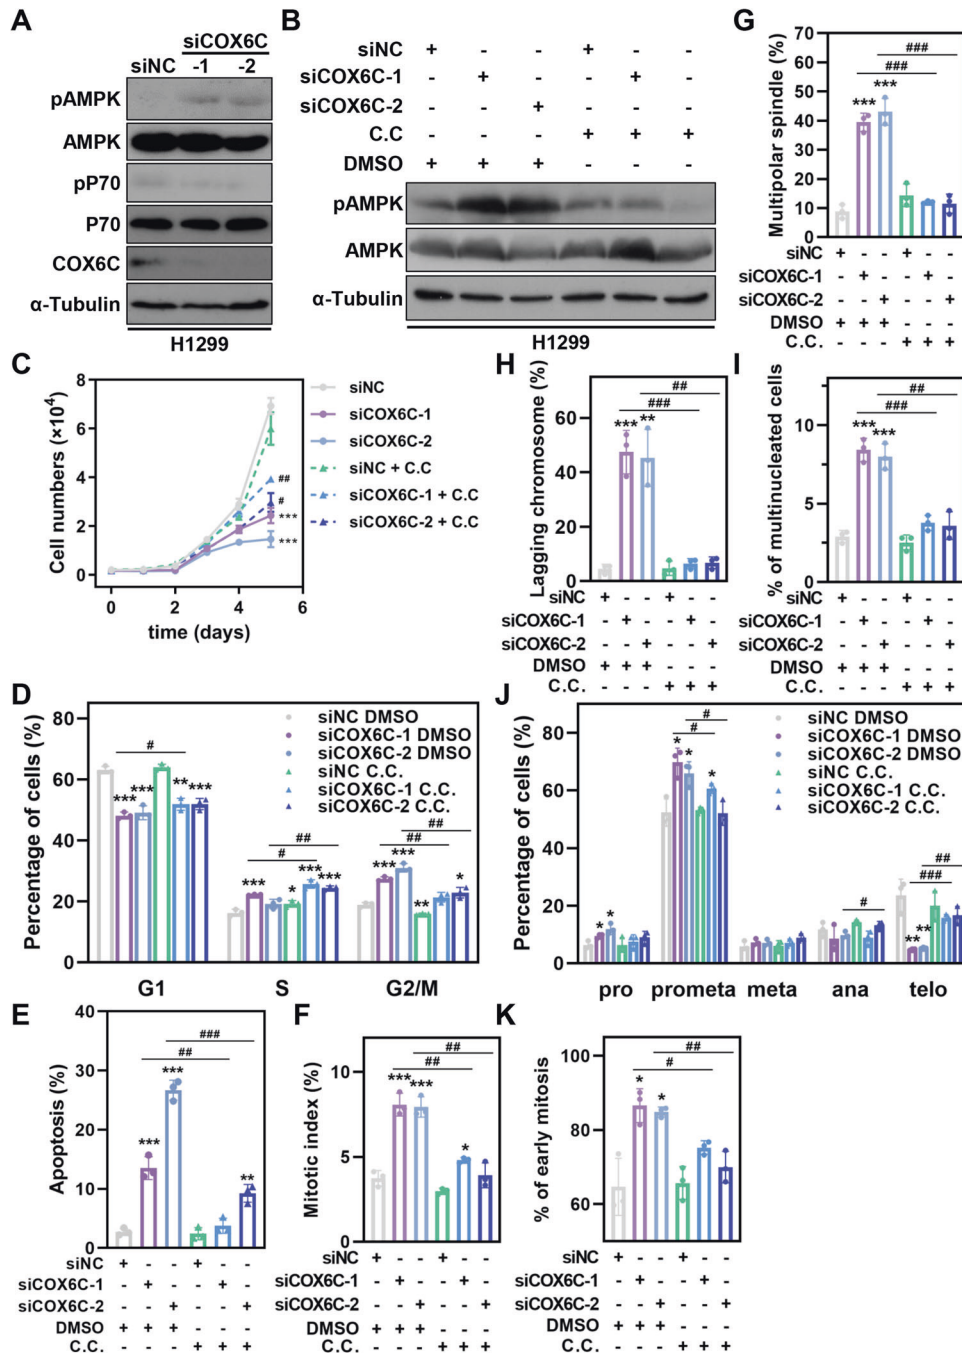 A
siCOX6C
siNC -1 -2
pAMPK
AMPK
pP70
P70
COX6C
α-Tubulin
H1299
B
siNC + - - + - -
siCOX6C-1 - + - - + -
siCOX6C-2 - - + - - -
C.C - - - + + +
DMSO + + + - - -
pAMPK
AMPK
α-Tubulin
H1299
G
Multipolar spindle (%)
50
40
30
20
10
0
***
***
###
###
siNC + - - + - -
siCOX6C-1 - + - - + -
siCOX6C-2 - - + - - +
DMSO + + + - - -
C.C. - - - + + +
C
Cell numbers (×10⁴)
8
6
4
2
0
0 2 4 6
time (days)
##
#
***
***
siNC
siCOX6C-1
siCOX6C-2
siNC + C.C
siCOX6C-1 + C.C
siCOX6C-2 + C.C
H
Lagging chromosome (%)
60
40
20
0
***
**
###
##
siNC + - - + - -
siCOX6C-1 - + - - + -
siCOX6C-2 - - + - - +
DMSO + + + - - -
C.C. - - - + + +
I
% of multinucleated cells
10
5
0
***
***
###
##
siNC + - - + - -
siCOX6C-1 - + - - + -
siCOX6C-2 - - + - - +
DMSO + + + - - -
C.C. - - - + + +
D
Percentage of cells (%)
80
60
40
20
0
siNC DMSO
siCOX6C-1 DMSO
siCOX6C-2 DMSO
siNC C.C.
siCOX6C-1 C.C.
siCOX6C-2 C.C.
#
*** *** ** ***
##
#
*** * *** ***
##
##
*** *** ** *
G1 S G2/M
J
Percentage of cells (%)
80
60
40
20
0
siNC DMSO
siCOX6C-1 DMSO
siCOX6C-2 DMSO
siNC C.C.
siCOX6C-1 C.C.
siCOX6C-2 C.C.
* *
#
#
* * *
#
##
###
** **
pro prometa meta ana telo
E
Apoptosis (%)
40
30
20
10
0
###
##
***
***
**
siNC + - - + - -
siCOX6C-1 - + - - + -
siCOX6C-2 - - + - - +
DMSO + + + - - -
C.C. - - - + + +
F
Mitotic index (%)
10
5
0
##
##
*** ***
*
siNC + - - + - -
siCOX6C-1 - + - - + -
siCOX6C-2 - - + - - +
DMSO + + + - - -
C.C. - - - + + +
K
% of early mitosis
100
80
60
##
#
*
*
siNC + - - + - -
siCOX6C-1 - + - - + -
siCOX6C-2 - - + - - +
DMSO + + + - - -
C.C. - - - + + +